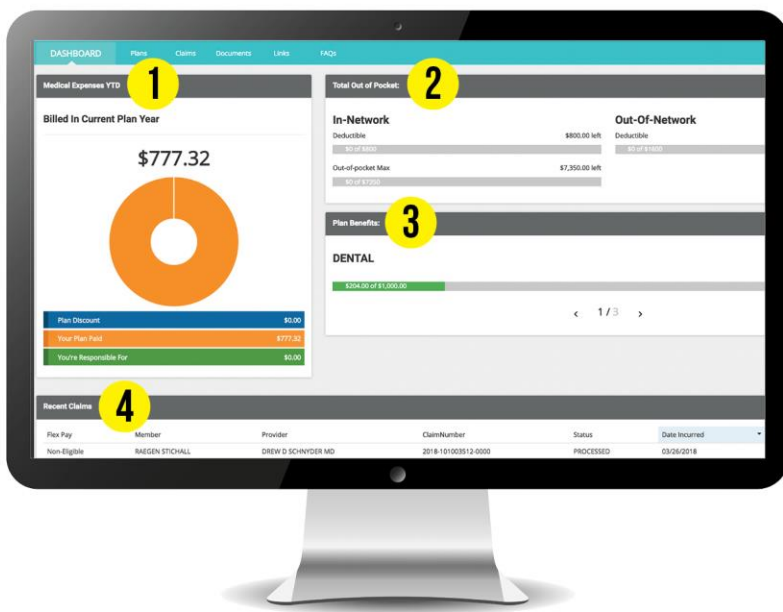 DASHBOARD Plans Claims Documents Links FAQs
Medical Expenses YTD
1
Billed In Current Plan Year
$777.32
Plan Discount $0.00
Your Plan Paid $777.32
You're Responsible For $0.00
Total Out of Pocket:
2
In-Network
Deductible $800.00 left
$0 of $800
Out-of-pocket Max $7,350.00 left
$0 of $7350
Out-Of-Network
Deductible
$0 of $1600
Plan Benefits:
3
DENTAL
$204.00 of $1,000.00
‹ 1 / 3 ›
Recent Claims
4
Flex Pay Member Provider ClaimNumber Status Date Incurred
Non-Eligible RAEGEN STICHALL DREW D SCHNYDER MD 2018-101003512-0000 PROCESSED 03/26/2018